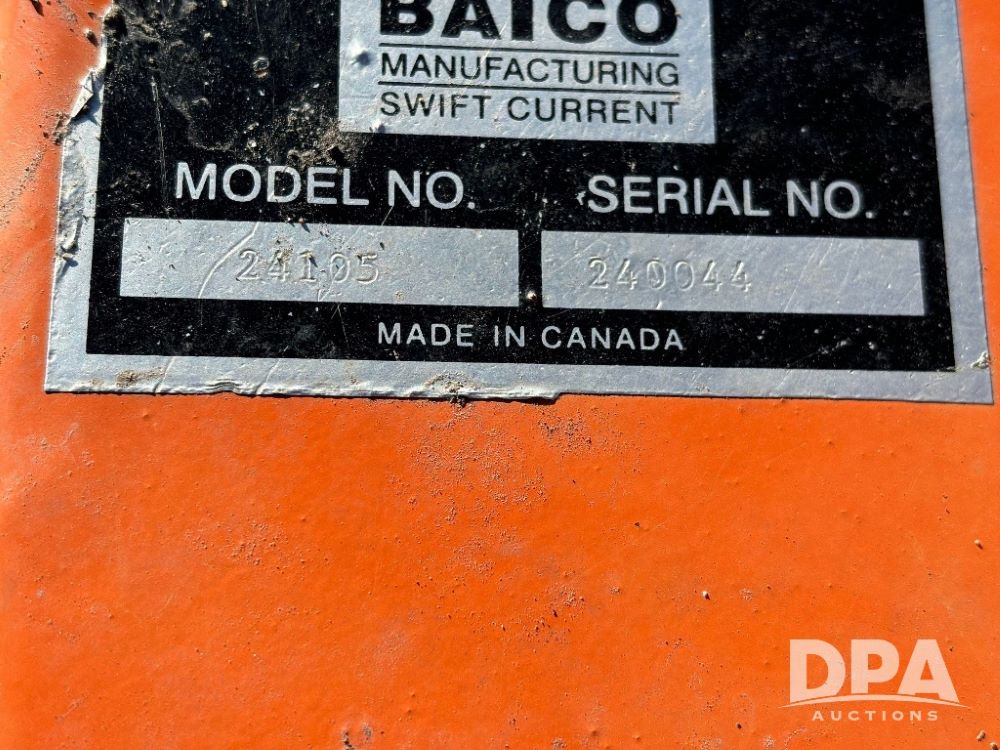 BAICO
MANUFACTURING
SWIFT CURRENT
MODEL NO. SERIAL NO.
24105 240044
MADE IN CANADA
DPA
AUCTIONS